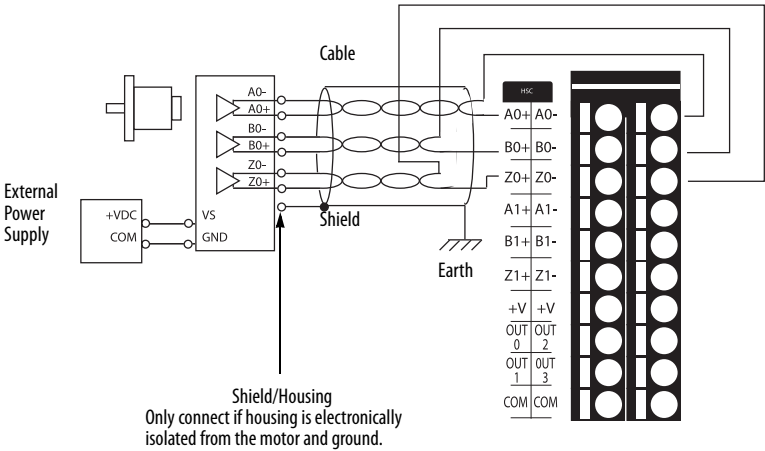 Cable
A0-
A0+
B0-
B0+
Z0-
Z0+
External
Power
Supply
+VDC
COM
VS
GND
Shield
Earth
Shield/Housing
Only connect if housing is electronically
isolated from the motor and ground.
HSC
A0+ A0-
B0+ B0-
Z0+ Z0-
A1+ A1-
B1+ B1-
Z1+ Z1-
+V +V
OUT OUT
0 2
OUT OUT
1 3
COM COM